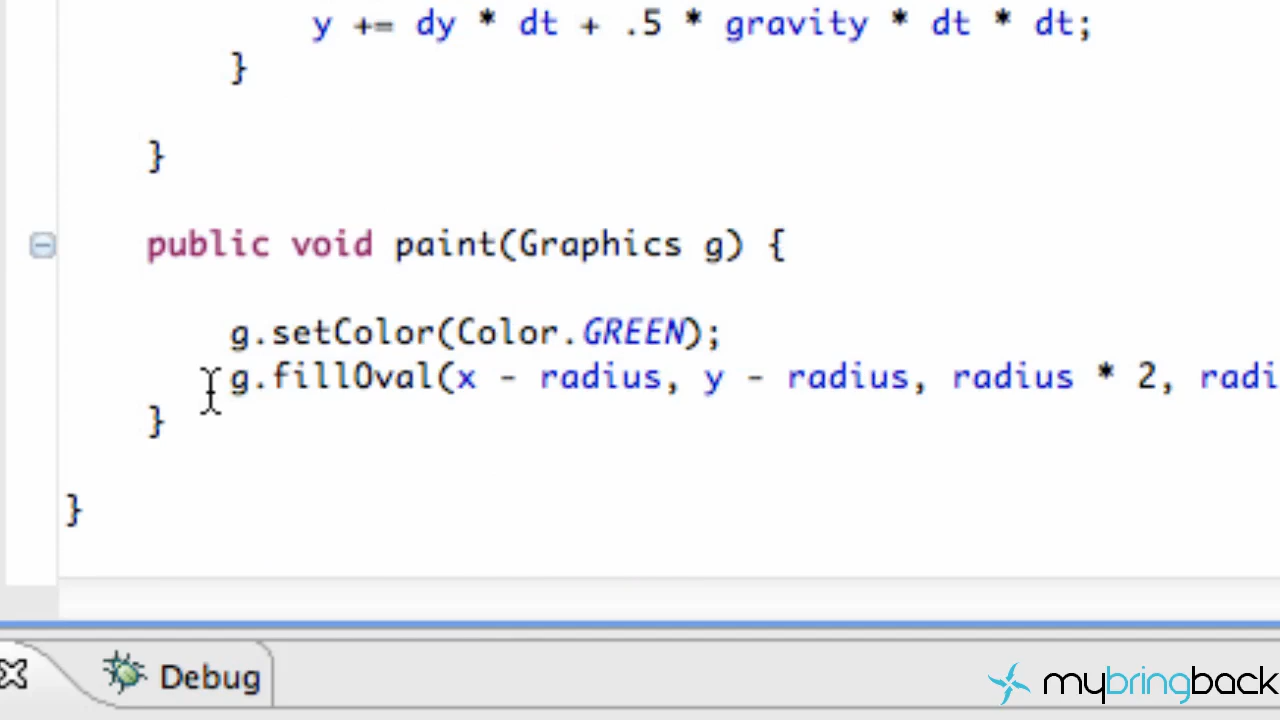 y += dy * dt + .5 * gravity * dt * dt;
}
}
public void paint(Graphics g) {
g.setColor(Color.GREEN);
g.fillOval(x - radius, y - radius, radius * 2, radi
}
}
Debug
mybringback